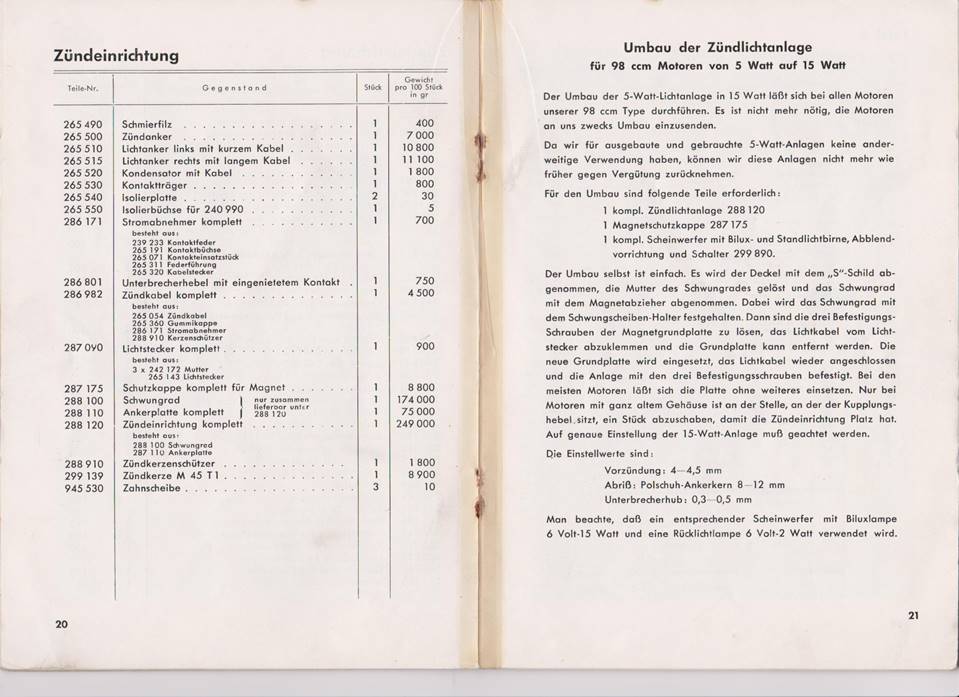 Zündeinrichtung
Teile-Nr. Gegenstand Stück Gewicht pro 100 Stück in gr
265 490 Schmierfilz . . . . . . . . . . . . . . . . . 1 400
265 500 Zündanker . . . . . . . . . . . . . . . . . 1 7 000
265 510 Lichtanker links mit kurzem Kabel . . . . . . . 1 10 800
265 515 Lichtanker rechts mit langem Kabel . . . . . . 1 11 100
265 520 Kondensator mit Kabel . . . . . . . . . . . . 1 1 800
265 530 Kontaktträger . . . . . . . . . . . . . . . . 1 800
265 540 Isolierplatte . . . . . . . . . . . . . . . . . 2 30
265 550 Isolierbüchse für 240 990 . . . . . . . . . . . 1 5
286 171 Stromabnehmer komplett . . . . . . . . . . . 1 700
besteht aus:
239 233 Kontaktfeder
265 191 Kontaktbüchse
265 071 Kontakteinsatzstück
265 311 Federführung
265 320 Kabelstecker
286 801 Unterbrecherhebel mit eingenietetem Kontakt . 1 750
286 982 Zündkabel komplett . . . . . . . . . . . . . 1 4 500
besteht aus:
265 054 Zündkabel
265 360 Gummikappe
286 171 Stromabnehmer
288 910 Kerzenschützer
287 090 Lichtstecker komplett . . . . . . . . . . . . . 1 900
besteht aus:
3 x 242 172 Mutter
265 143 Lichtstecker
287 175 Schutzkappe komplett für Magnet . . . . . . . 1 8 800
288 100 Schwungrad } nur zusammen 1 174 000
lieferbar unter
288 110 Ankerplatte komplett } 288 120 1 75 000
288 120 Zündeinrichtung komplett . . . . . . . . . . . 1 249 000
besteht aus:
288 100 Schwungrad
287 110 Ankerplatte
288 910 Zündkerzenschützer . . . . . . . . . . . . . 1 1 800
299 139 Zündkerze M 45 T 1 . . . . . . . . . . . . . 1 8 900
945 530 Zahnscheibe . . . . . . . . . . . . . . . . . 3 10
20
Umbau der Zündlichtanlage
für 98 ccm Motoren von 5 Watt auf 15 Watt
Der Umbau der 5-Watt-Lichtanlage in 15 Watt läßt sich bei allen Motoren
unserer 98 ccm Type durchführen. Es ist nicht mehr nötig, die Motoren
an uns zwecks Umbau einzusenden.
Da wir für ausgebaute und gebrauchte 5-Watt-Anlagen keine ander-
weitige Verwendung haben, können wir diese Anlagen nicht mehr wie
früher gegen Vergütung zurücknehmen.
Für den Umbau sind folgende Teile erforderlich:
1 kompl. Zündlichtanlage 288 120
1 Magnetschutzkappe 287 175
1 kompl. Scheinwerfer mit Bilux- und Standlichtbirne, Abblend-
vorrichtung und Schalter 299 890.
Der Umbau selbst ist einfach. Es wird der Deckel mit dem „S"-Schild ab-
genommen, die Mutter des Schwungrades gelöst und das Schwungrad
mit dem Magnetabzieher abgenommen. Dabei wird das Schwungrad mit
dem Schwungscheiben-Halter festgehalten. Dann sind die drei Befestigungs-
Schrauben der Magnetgrundplatte zu lösen, das Lichtkabel vom Licht-
stecker abzuklemmen und die Grundplatte kann entfernt werden. Die
neue Grundplatte wird eingesetzt, das Lichtkabel wieder angeschlossen
und die Anlage mit den drei Befestigungsschrauben befestigt. Bei den
meisten Motoren läßt sich die Platte ohne weiteres einsetzen. Nur bei
Motoren mit ganz altem Gehäuse ist an der Stelle, an der der Kupplungs-
hebel sitzt, ein Stück abzuschaben, damit die Zündeinrichtung Platz hat.
Auf genaue Einstellung der 15-Watt-Anlage muß geachtet werden.
Die Einstellwerte sind:
Vorzündung: 4—4,5 mm
Abriß: Polschuh-Ankerkern 8—12 mm
Unterbrecherhub: 0,3—0,5 mm
Man beachte, daß ein entsprechender Scheinwerfer mit Biluxlampe
6 Volt-15 Watt und eine Rücklichtlampe 6 Volt-2 Watt verwendet wird.
21